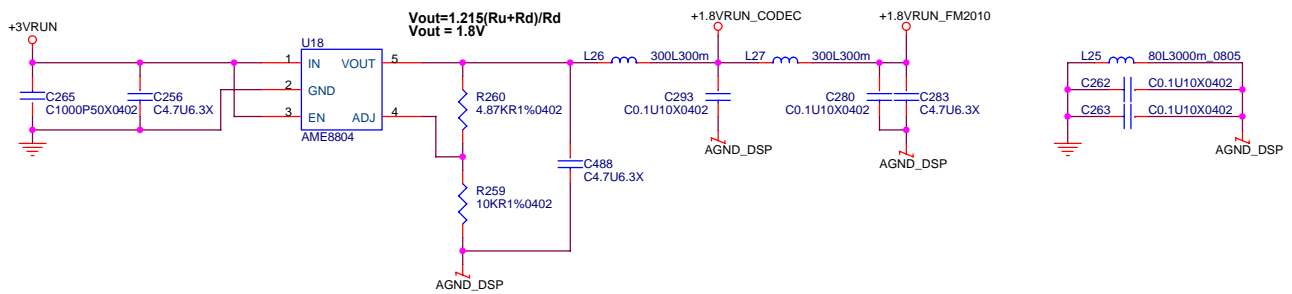 Vout=1.215(Ru+Rd)/Rd
Vout = 1.8V
+3VRUN
+1.8VRUN_CODEC
+1.8VRUN_FM2010
U18
1 IN VOUT 5
2 GND
3 EN ADJ 4
AME8804
C265
C1000P50X0402
C256
C4.7U6.3X
R260
4.87KR1%0402
R259
10KR1%0402
AGND_DSP
C488
C4.7U6.3X
L26 300L300m
C293
C0.1U10X0402
AGND_DSP
L27 300L300m
C280
C0.1U10X0402
C283
C4.7U6.3X
AGND_DSP
L25 80L3000m_0805
C262 C0.1U10X0402
C263 C0.1U10X0402
AGND_DSP